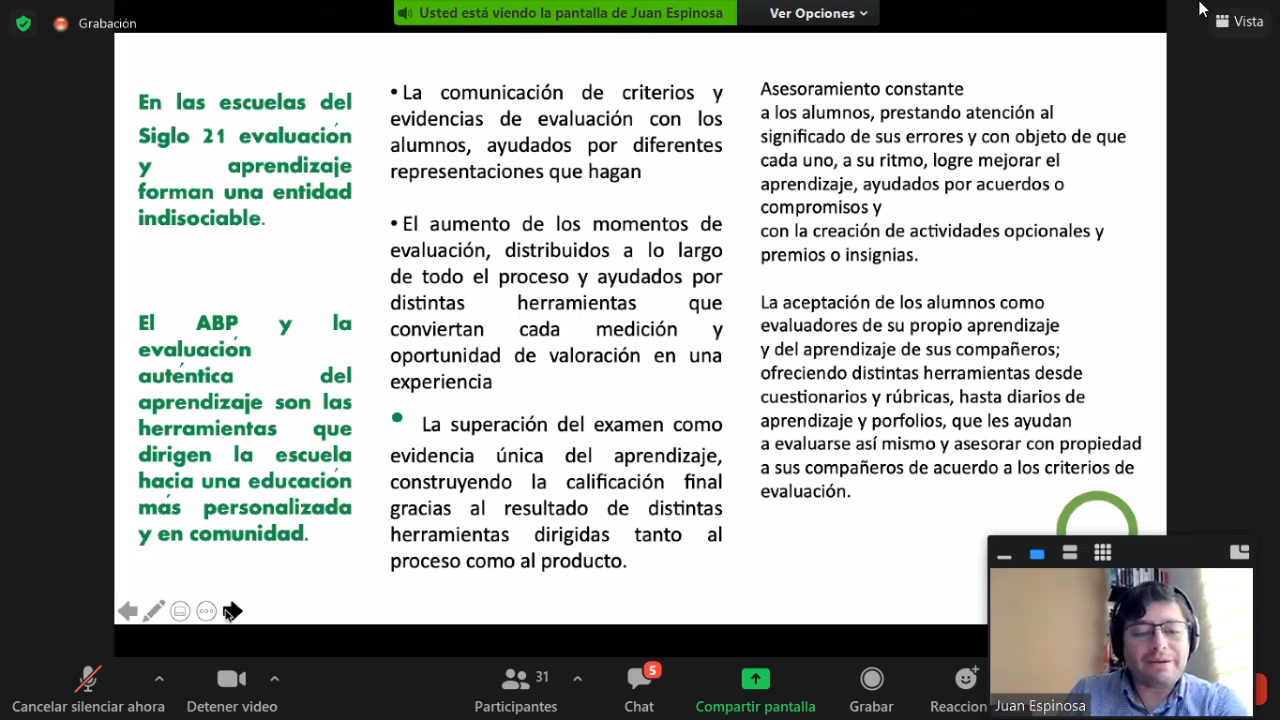 Usted está viendo la pantalla de Juan Espinosa
Ver Opciones
Grabación
Vista
En las escuelas del
Siglo 21 evaluación
y aprendizaje
forman una entidad
indisociable.
El ABP y la
evaluación
auténtica del
aprendizaje son las
herramientas que
dirigen la escuela
hacia una educación
más personalizada
y en comunidad.
• La comunicación de criterios y
evidencias de evaluación con los
alumnos, ayudados por diferentes
representaciones que hagan
• El aumento de los momentos de
evaluación, distribuidos a lo largo
de todo el proceso y ayudados por
distintas herramientas que
conviertan cada medición y
oportunidad de valoración en una
experiencia
• La superación del examen como
evidencia única del aprendizaje,
construyendo la calificación final
gracias al resultado de distintas
herramientas dirigidas tanto al
proceso como al producto.
Asesoramiento constante
a los alumnos, prestando atención al
significado de sus errores y con objeto de que
cada uno, a su ritmo, logre mejorar el
aprendizaje, ayudados por acuerdos o
compromisos y
con la creación de actividades opcionales y
premios o insignias.
La aceptación de los alumnos como
evaluadores de su propio aprendizaje
y del aprendizaje de sus compañeros;
ofreciendo distintas herramientas desde
cuestionarios y rúbricas, hasta diarios de
aprendizaje y porfolios, que les ayudan
a evaluarse así mismo y asesorar con propiedad
a sus compañeros de acuerdo a los criterios de
evaluación.
Juan Espinosa
Cancelar silenciar ahora
Detener video
31
Participantes
5
Chat
Compartir pantalla
Grabar
Reaccion